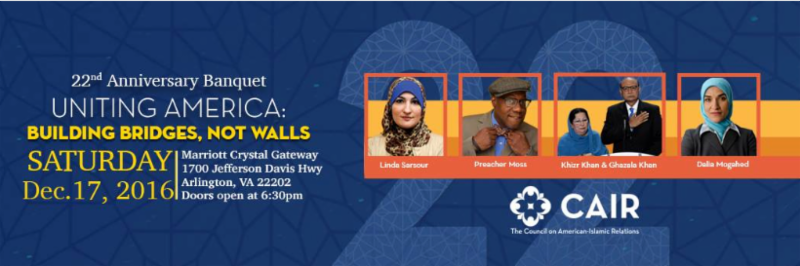 22nd Anniversary Banquet
UNITING AMERICA:
BUILDING BRIDGES, NOT WALLS
SATURDAY
Dec.17, 2016
Marriott Crystal Gateway
1700 Jefferson Davis Hwy
Arlington, VA 22202
Doors open at 6:30pm
22
Linda Sarsour
Preacher Moss
Khizr Khan & Ghazala Khan
Dalia Mogahed
CAIR
The Council on American-Islamic Relations